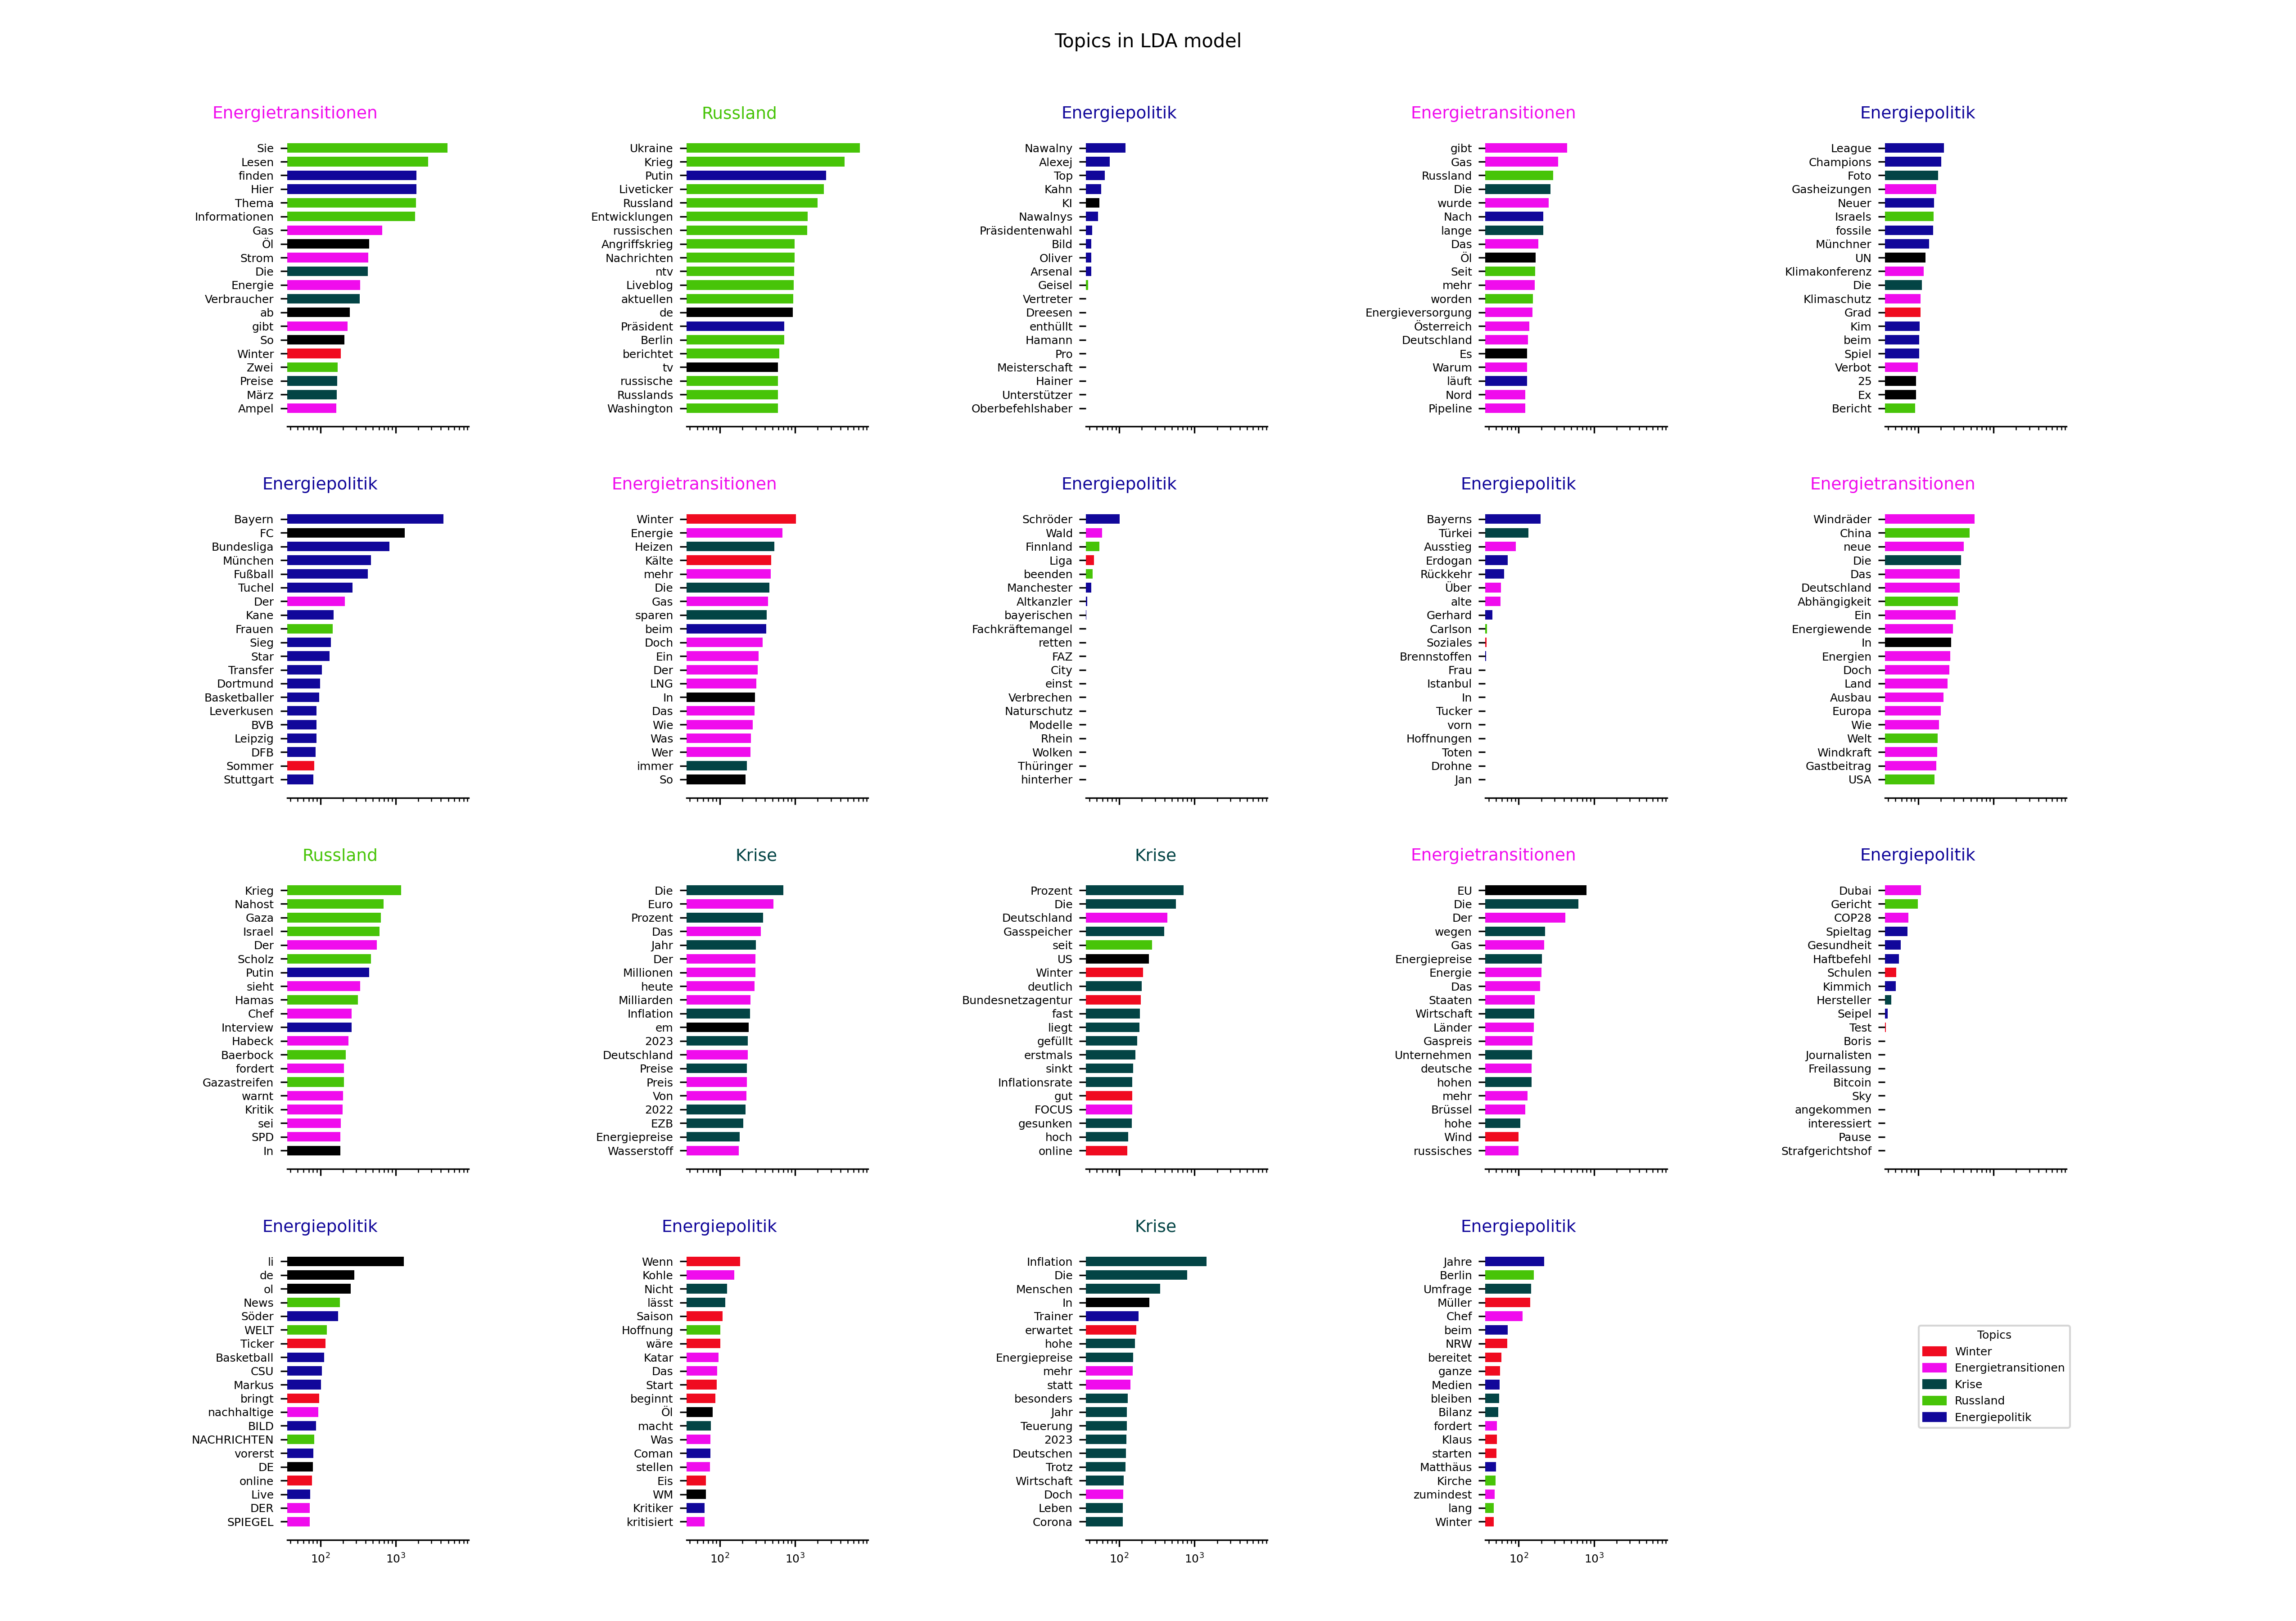 Topics in LDA model
Energietransitionen
Sie
Lesen
finden
Hier
Thema
Informationen
Gas
Öl
Strom
Die
Energie
Verbraucher
ab
gibt
So
Winter
Zwei
Preise
März
Ampel
Russland
Ukraine
Krieg
Putin
Liveticker
Russland
Entwicklungen
russischen
Angriffskrieg
Nachrichten
ntv
Liveblog
aktuellen
de
Präsident
Berlin
berichtet
tv
russische
Russlands
Washington
Energiepolitik
Nawalny
Alexej
Top
Kahn
KI
Nawalnys
Präsidentenwahl
Bild
Oliver
Arsenal
Geisel
Vertreter
Dreesen
enthüllt
Hamann
Pro
Meisterschaft
Hainer
Unterstützer
Oberbefehlshaber
Energietransitionen
gibt
Gas
Russland
Die
wurde
Nach
lange
Das
Öl
Seit
mehr
worden
Energieversorgung
Österreich
Deutschland
Es
Warum
läuft
Nord
Pipeline
Energiepolitik
League
Champions
Foto
Gasheizungen
Neuer
Israels
fossile
Münchner
UN
Klimakonferenz
Die
Klimaschutz
Grad
Kim
beim
Spiel
Verbot
25
Ex
Bericht
Energiepolitik
Bayern
FC
Bundesliga
München
Fußball
Tuchel
Der
Kane
Frauen
Sieg
Star
Transfer
Dortmund
Basketballer
Leverkusen
BVB
Leipzig
DFB
Sommer
Stuttgart
Energietransitionen
Winter
Energie
Heizen
Kälte
mehr
Die
Gas
sparen
beim
Doch
Ein
Der
LNG
In
Das
Wie
Was
Wer
immer
So
Energiepolitik
Schröder
Wald
Finnland
Liga
beenden
Manchester
Altkanzler
bayerischen
Fachkräftemangel
retten
FAZ
City
einst
Verbrechen
Naturschutz
Modelle
Rhein
Wolken
Thüringer
hinterher
Energiepolitik
Bayerns
Türkei
Ausstieg
Erdogan
Rückkehr
Über
alte
Gerhard
Carlson
Soziales
Brennstoffen
Frau
Istanbul
In
Tucker
vorn
Hoffnungen
Toten
Drohne
Jan
Energietransitionen
Windräder
China
neue
Die
Das
Deutschland
Abhängigkeit
Ein
Energiewende
In
Energien
Doch
Land
Ausbau
Europa
Wie
Welt
Windkraft
Gastbeitrag
USA
Russland
Krieg
Nahost
Gaza
Israel
Der
Scholz
Putin
sieht
Hamas
Chef
Interview
Habeck
Baerbock
fordert
Gazastreifen
warnt
Kritik
sei
SPD
In
Krise
Die
Euro
Prozent
Das
Jahr
Der
Millionen
heute
Milliarden
Inflation
em
2023
Deutschland
Preise
Preis
Von
2022
EZB
Energiepreise
Wasserstoff
Krise
Prozent
Die
Deutschland
Gasspeicher
seit
US
Winter
deutlich
Bundesnetzagentur
fast
liegt
gefüllt
erstmals
sinkt
Inflationsrate
gut
FOCUS
gesunken
hoch
online
Energietransitionen
EU
Die
Der
wegen
Gas
Energiepreise
Energie
Das
Staaten
Wirtschaft
Länder
Gaspreis
Unternehmen
deutsche
hohen
mehr
Brüssel
hohe
Wind
russisches
Energiepolitik
Dubai
Gericht
COP28
Spieltag
Gesundheit
Haftbefehl
Schulen
Kimmich
Hersteller
Seipel
Test
Boris
Journalisten
Freilassung
Bitcoin
Sky
angekommen
interessiert
Pause
Strafgerichtshof
Energiepolitik
li
de
ol
News
Söder
WELT
Ticker
Basketball
CSU
Markus
bringt
nachhaltige
BILD
NACHRICHTEN
vorerst
DE
online
Live
DER
SPIEGEL
10² 10³
Energiepolitik
Wenn
Kohle
Nicht
lässt
Saison
Hoffnung
wäre
Katar
Das
Start
beginnt
Öl
macht
Was
Coman
stellen
Eis
WM
Kritiker
kritisiert
10² 10³
Krise
Inflation
Die
Menschen
In
Trainer
erwartet
hohe
Energiepreise
mehr
statt
besonders
Jahr
Teuerung
2023
Deutschen
Trotz
Wirtschaft
Doch
Leben
Corona
10² 10³
Energiepolitik
Jahre
Berlin
Umfrage
Müller
Chef
beim
NRW
bereitet
ganze
Medien
bleiben
Bilanz
fordert
Klaus
starten
Matthäus
Kirche
zumindest
lang
Winter
10² 10³
Topics
Winter
Energietransitionen
Krise
Russland
Energiepolitik